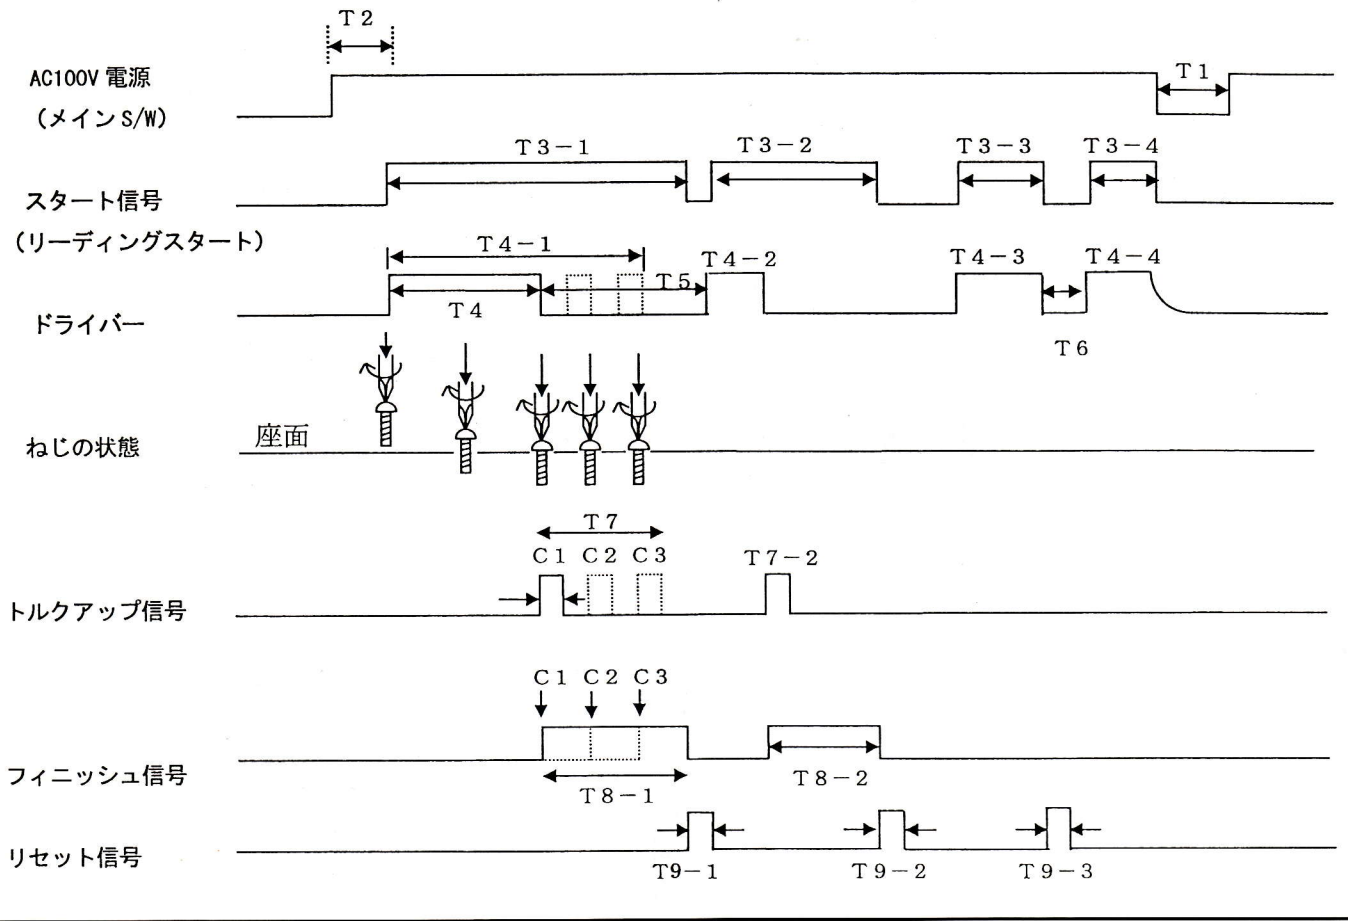 T2
AC100V 電源
T1
（メイン S/W）
T3－1
T3－2
T3－3
T3－4
スタート信号
（リーディングスタート）
T4－1
T4－2
T4－3
T4－4
T5
T4
ドライバー
T6
座面
ねじの状態
T7
C1 C2 C3
T7－2
トルクアップ信号
C1 C2 C3
フィニッシュ信号
T8－1
T8－2
リセット信号
T9－1
T9－2
T9－3